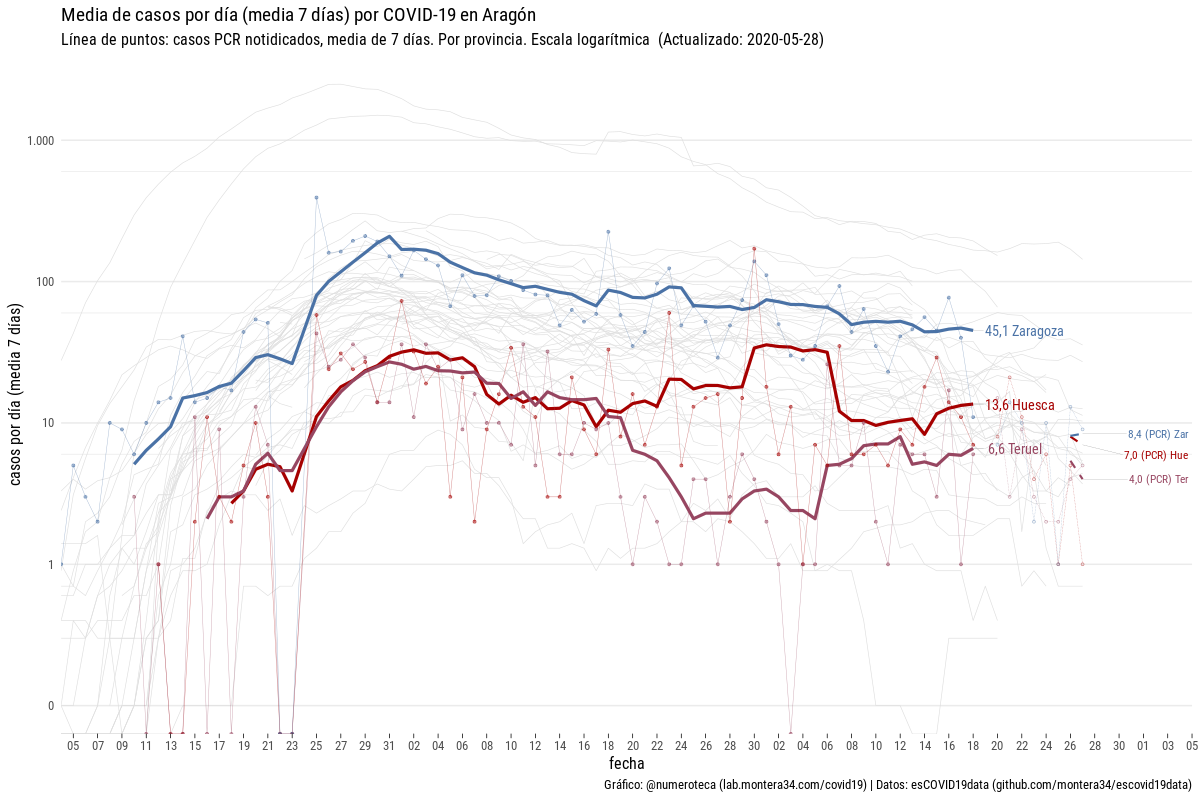 Media de casos por día (media 7 días) por COVID-19 en Aragón
Línea de puntos: casos PCR notidicados, media de 7 días. Por provincia. Escala logarítmica (Actualizado: 2020-05-28)
casos por día (media 7 días)
1.000
100
10
1
0
45,1 Zaragoza
13,6 Huesca
6,6 Teruel
8,4 (PCR) Zar
7,0 (PCR) Hue
4,0 (PCR) Ter
05 07 09 11 13 15 17 19 21 23 25 27 29 31 02 04 06 08 10 12 14 16 18 20 22 24 26 28 30 02 04 06 08 10 12 14 16 18 20 22 24 26 28 30 01 03 05
fecha
Gráfico: @numeroteca (lab.montera34.com/covid19) | Datos: esCOVID19data (github.com/montera34/escovid19data)